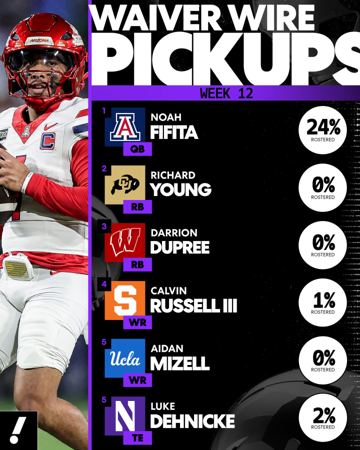 WAIVER WIRE
PICKUPS
WEEK 12
1
A
QB
NOAH
FIFITA
24%
ROSTERED
2
CU
RB
RICHARD
YOUNG
0%
ROSTERED
3
W
RB
DARRION
DUPREE
0%
ROSTERED
4
S
WR
CALVIN
RUSSELL III
1%
ROSTERED
5
Ucla
WR
AIDAN
MIZELL
0%
ROSTERED
5
N
TE
LUKE
DEHNICKE
2%
ROSTERED
ARIZONA
C
!